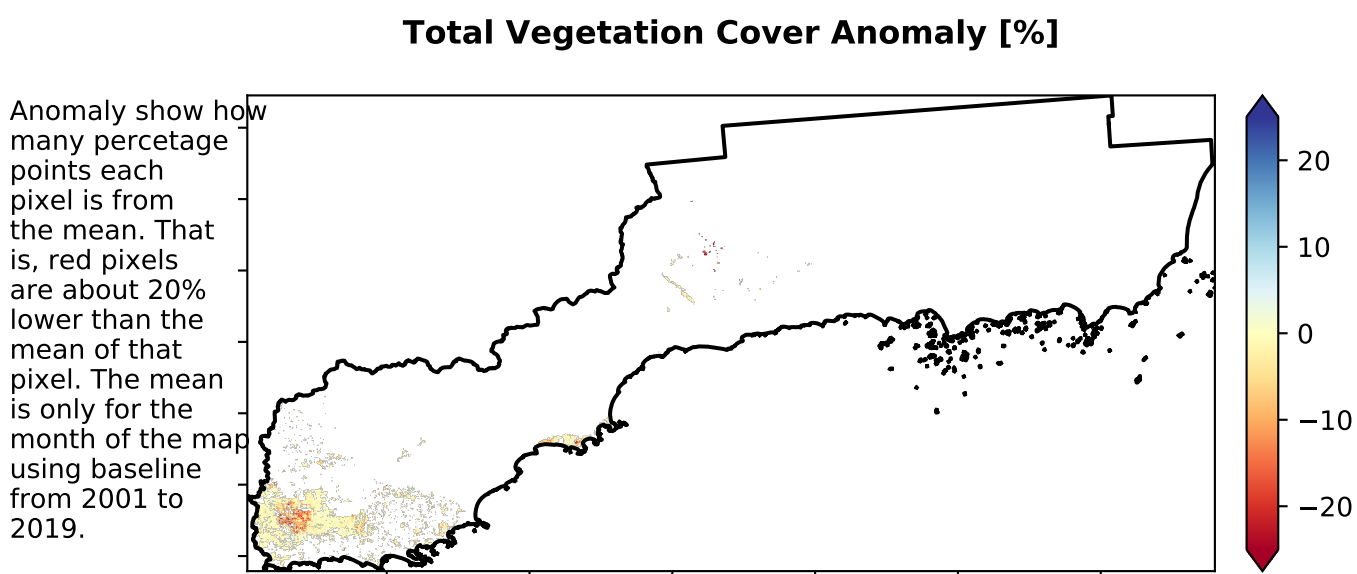 Total Vegetation Cover Anomaly [%]
Anomaly show how
many percetage
points each
pixel is from
the mean. That
is, red pixels
are about 20%
lower than the
mean of that
pixel. The mean
is only for the
month of the map
using baseline
from 2001 to
2019.
20
10
0
−10
−20